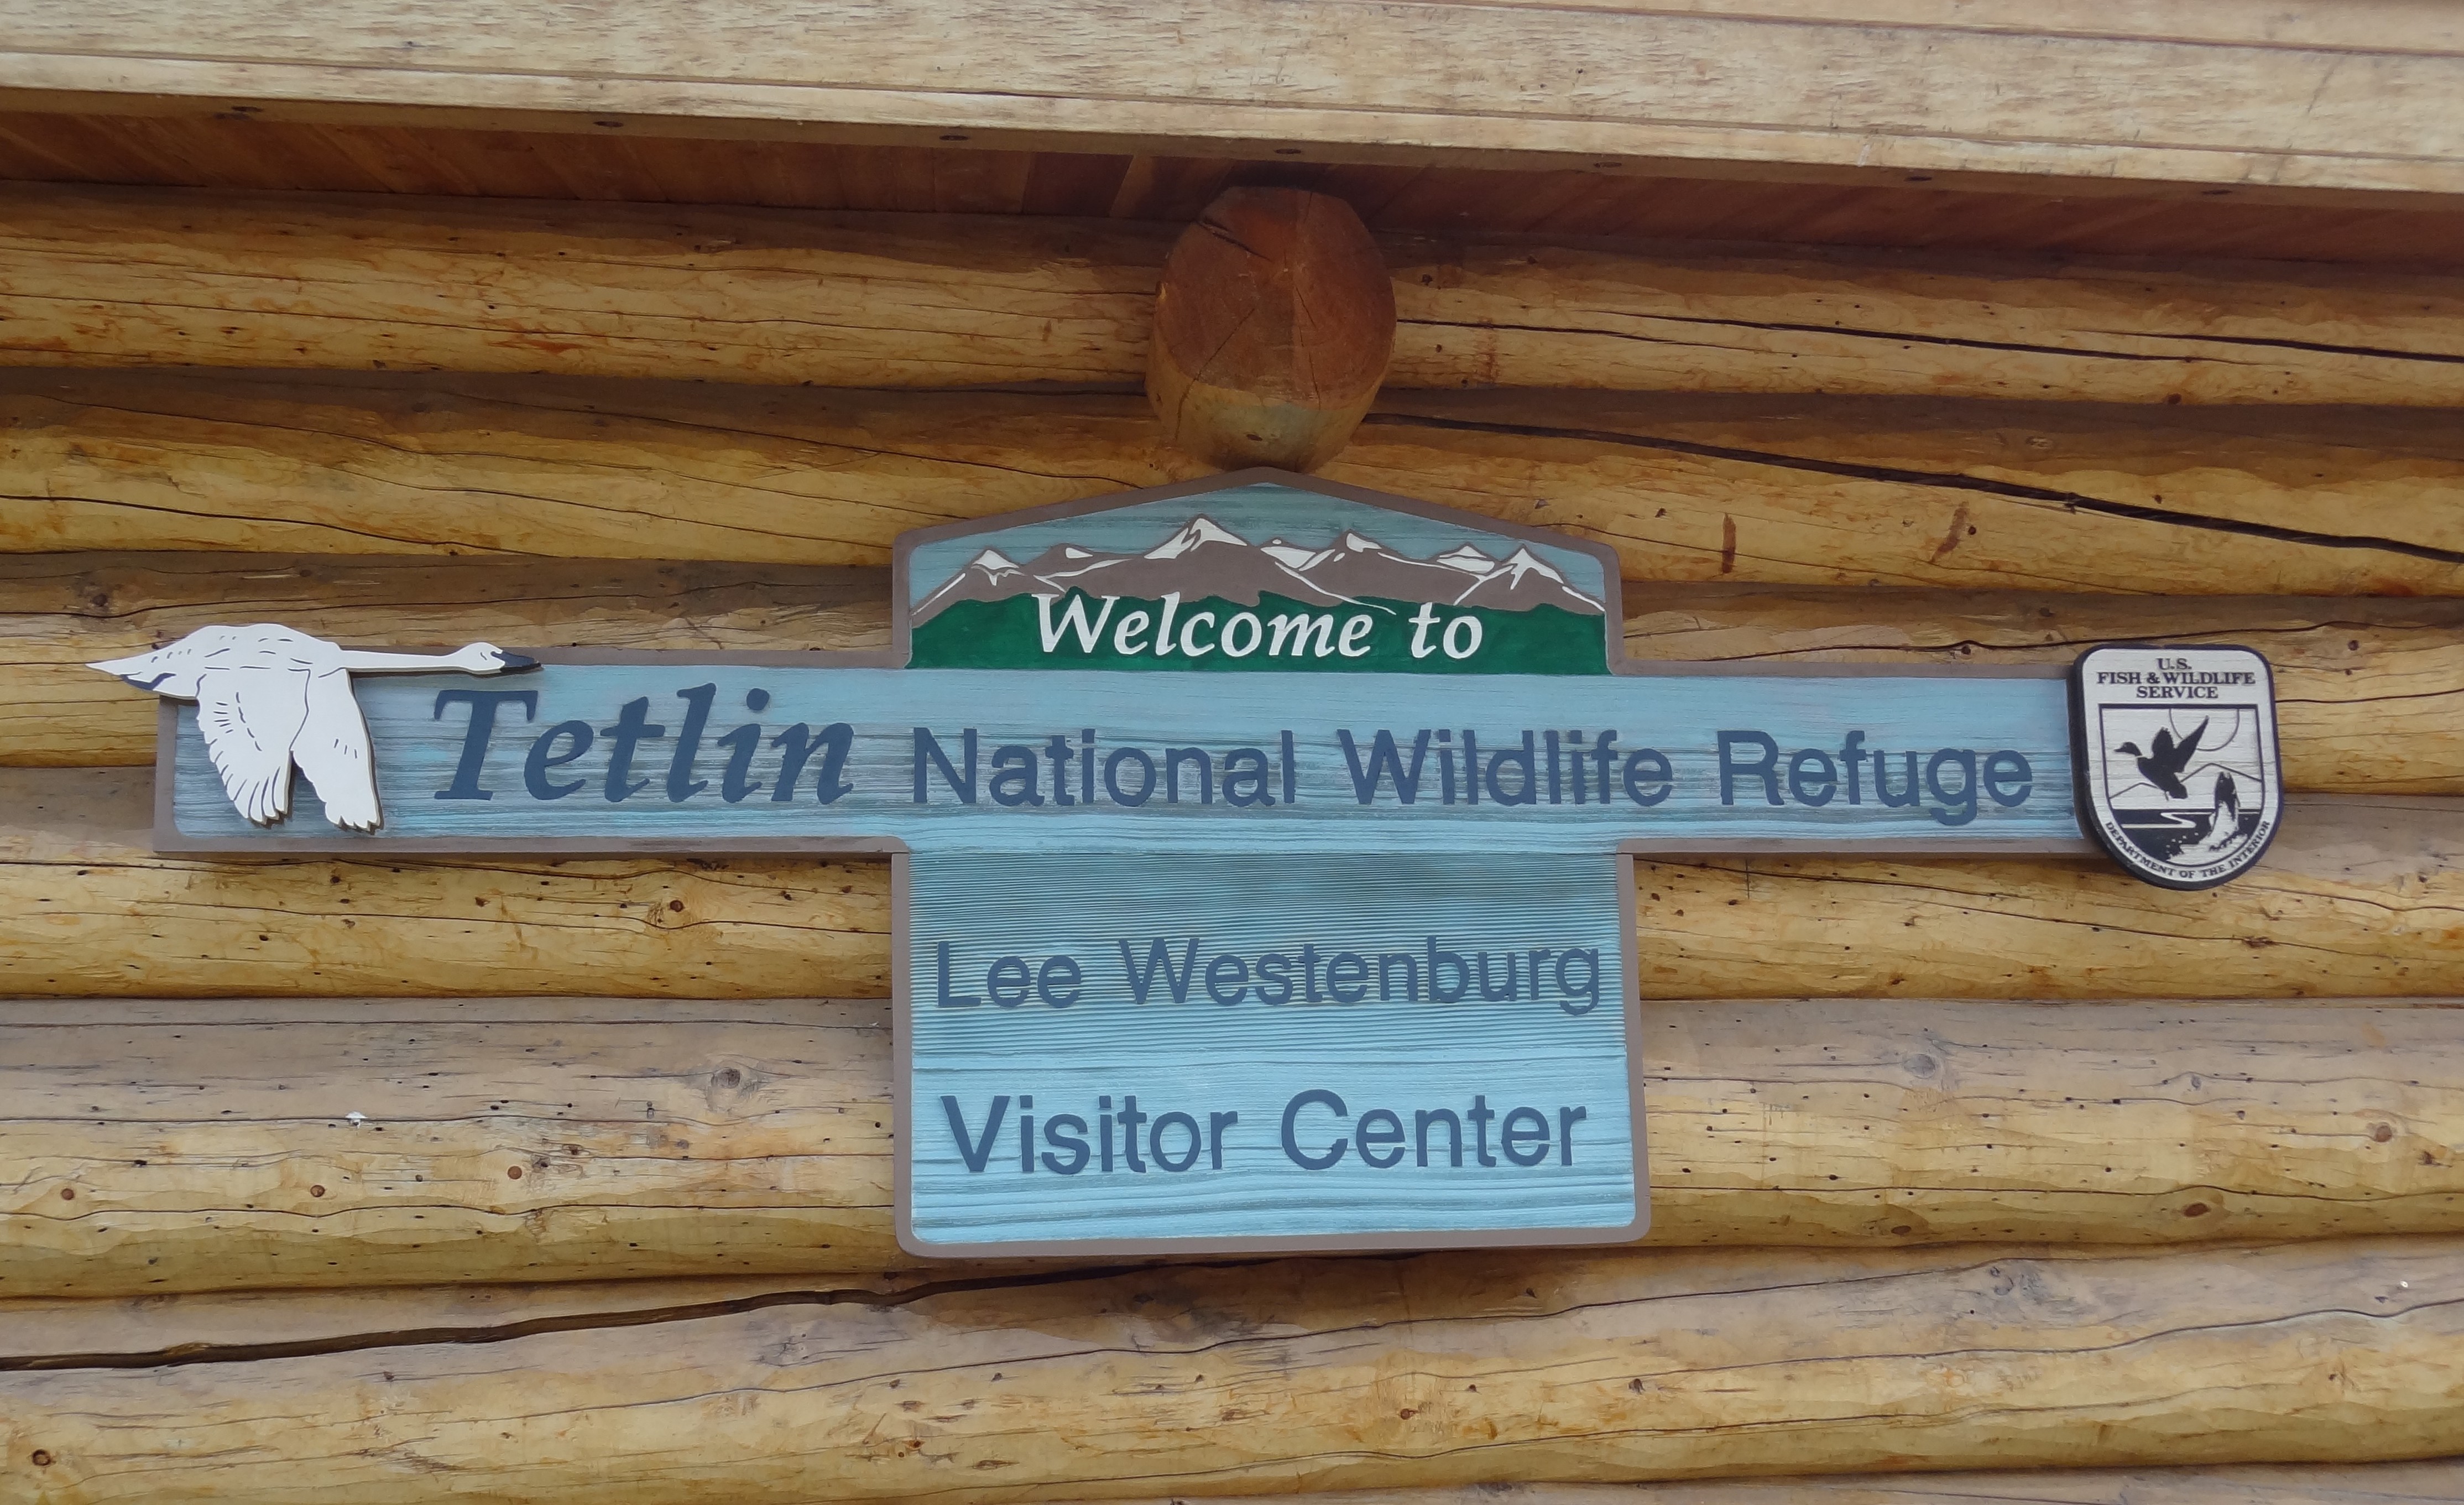 Welcome to
Tetlin National Wildlife Refuge
U.S.
FISH & WILDLIFE
SERVICE
DEPARTMENT OF THE INTERIOR
Lee Westenburg
Visitor Center